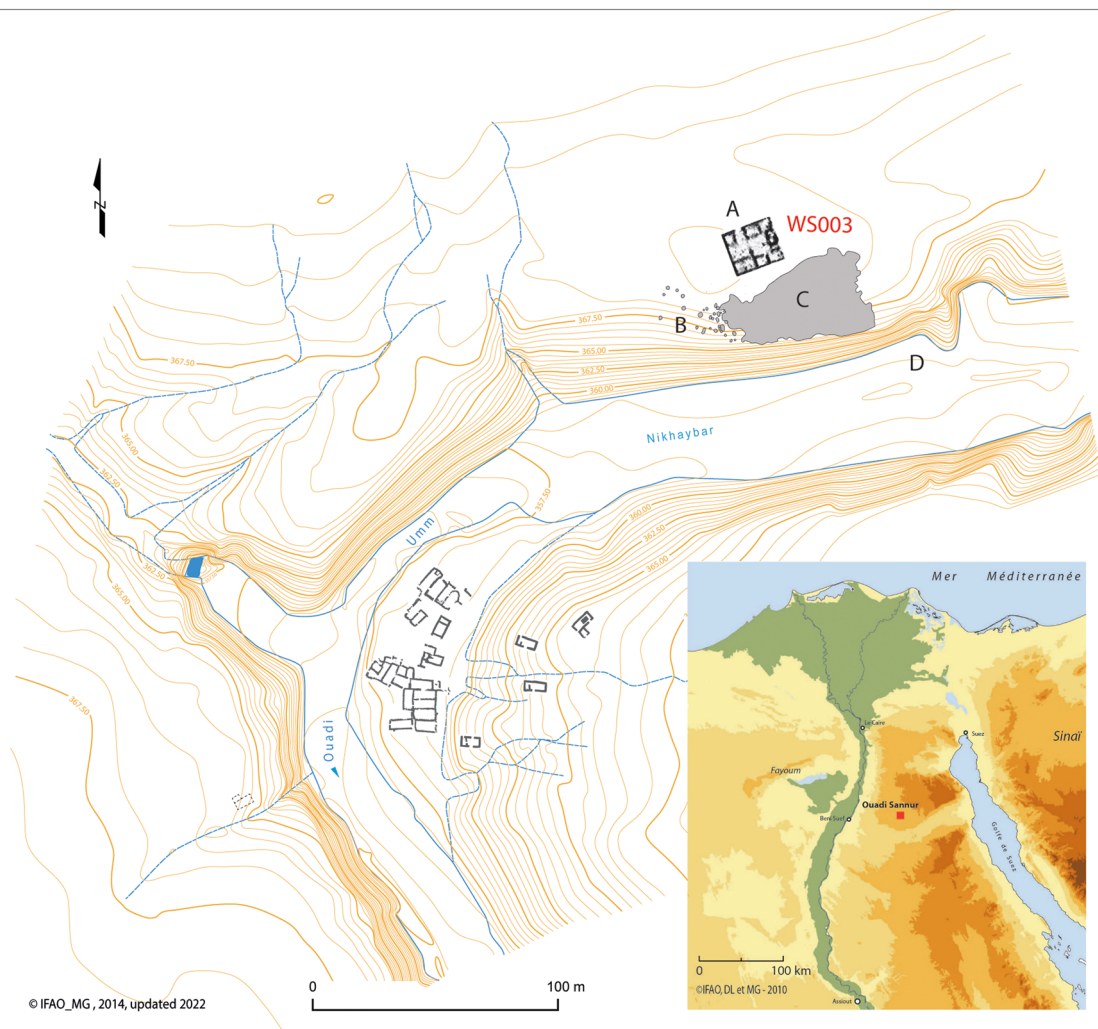 N
A
WS003
C
B
D
367.50
365.00
362.50
360.00
367.50
365.00
362.50
Nikhaybar
357.50
Umm
360.00
362.50
365.00
362.50
365.00
367.50
Ouadi
Mer Méditerranée
Le Caire
Suez
Sinaï
Fayoum
Ouadi Sannur
Beni Suef
Golfe de Suez
0 100 km
©IFAO, DL et MG - 2010
Assiout
0 100 m
© IFAO_MG , 2014, updated 2022